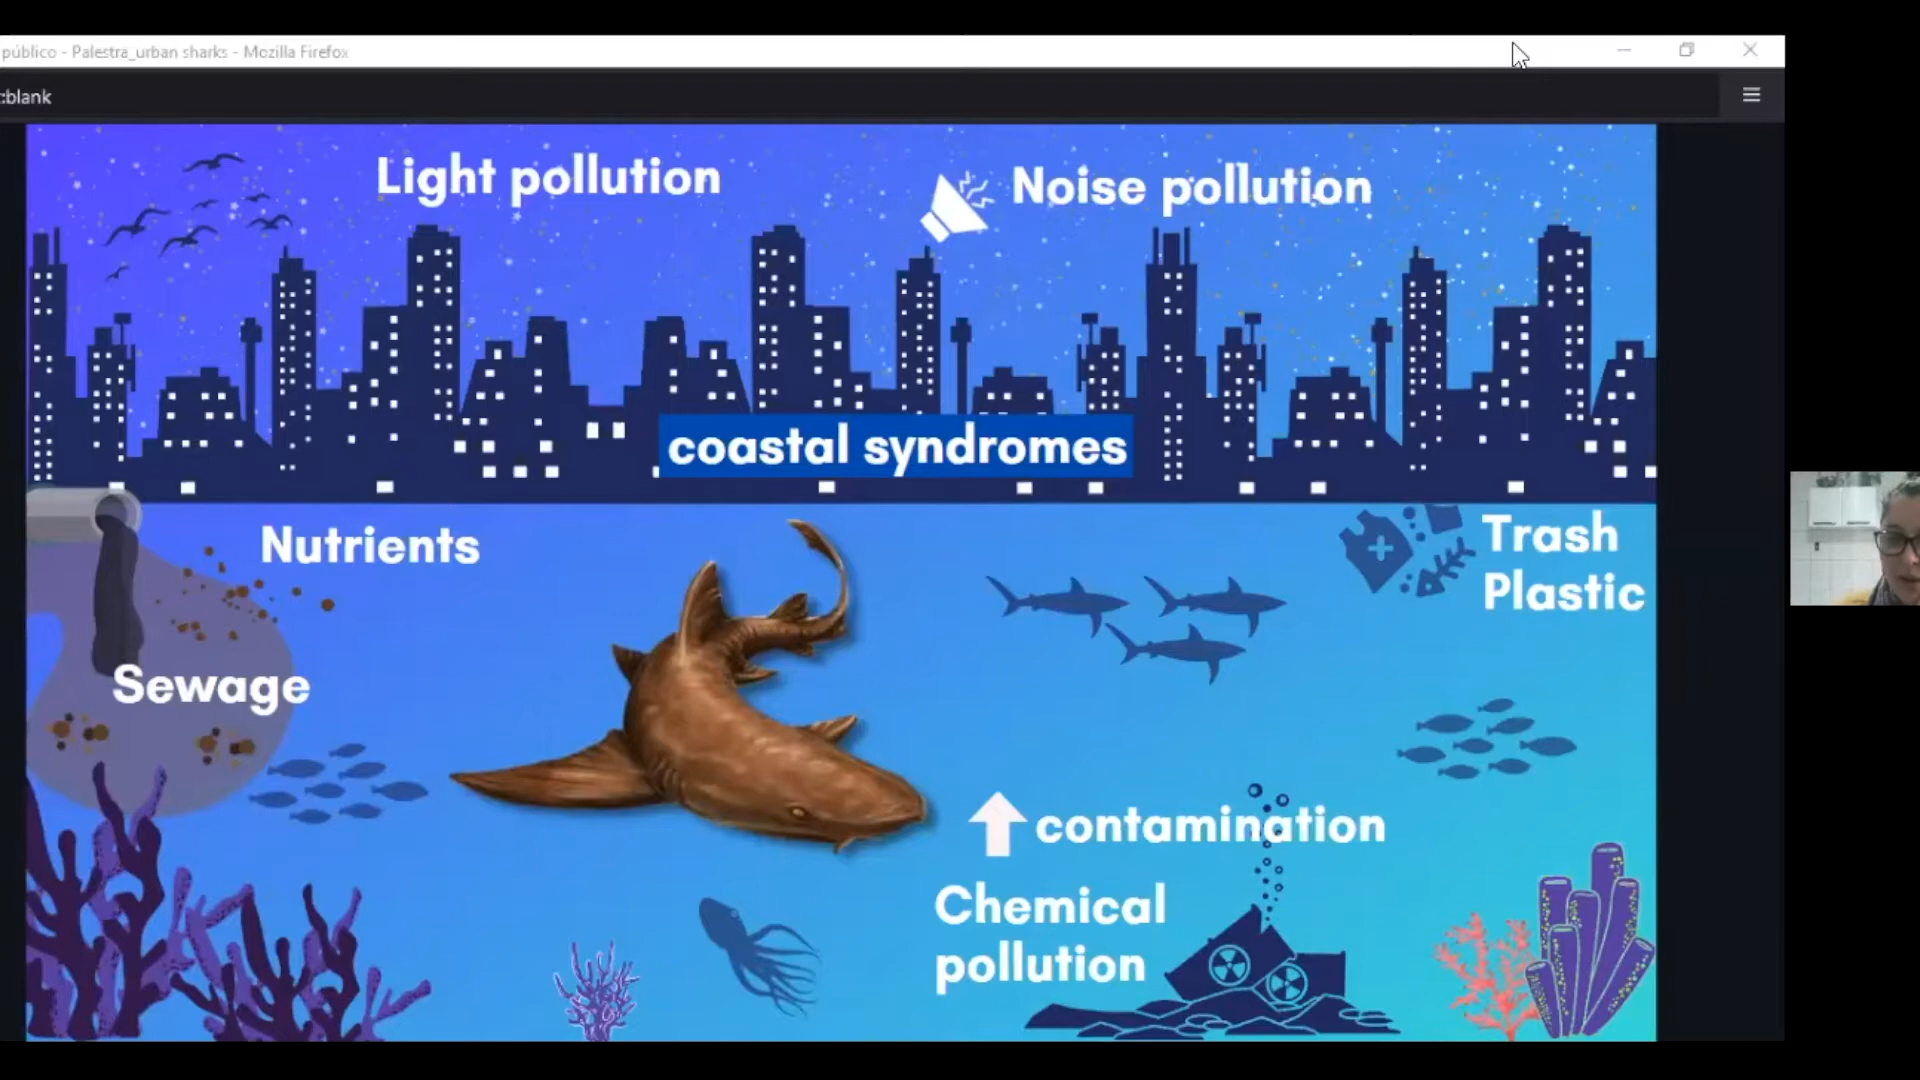 público - Palestra_urban sharks - Mozilla Firefox
:blank
Light pollution
Noise pollution
coastal syndromes
Nutrients
Trash
Plastic
Sewage
contamination
Chemical
pollution